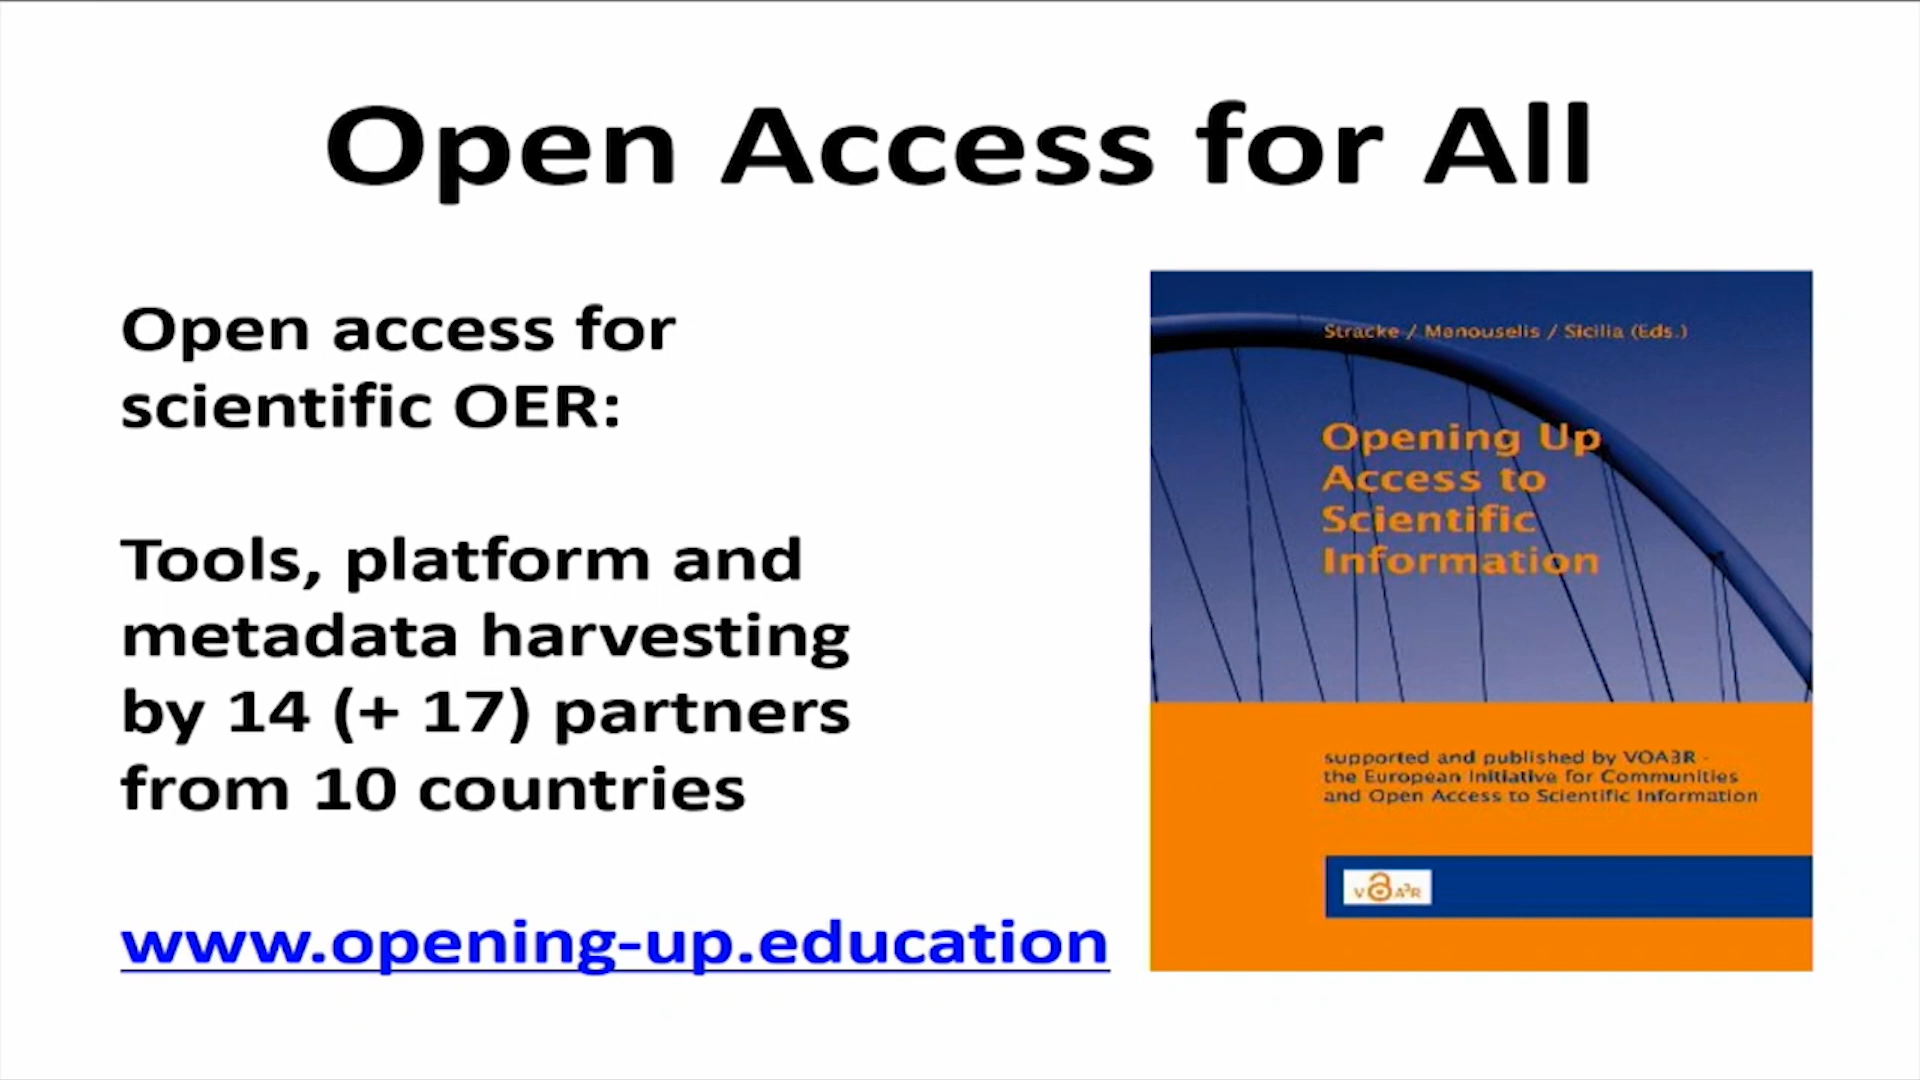 Open Access for All
Open access for
scientific OER:
Tools, platform and
metadata harvesting
by 14 (+ 17) partners
from 10 countries
www.opening-up.education
Stracke / Manouselis / Sicilia (Eds.)
Opening Up
Access to
Scientific
Information
supported and published by VOA3R -
the European Initiative for Communities
and Open Access to Scientific Information
VOA3R